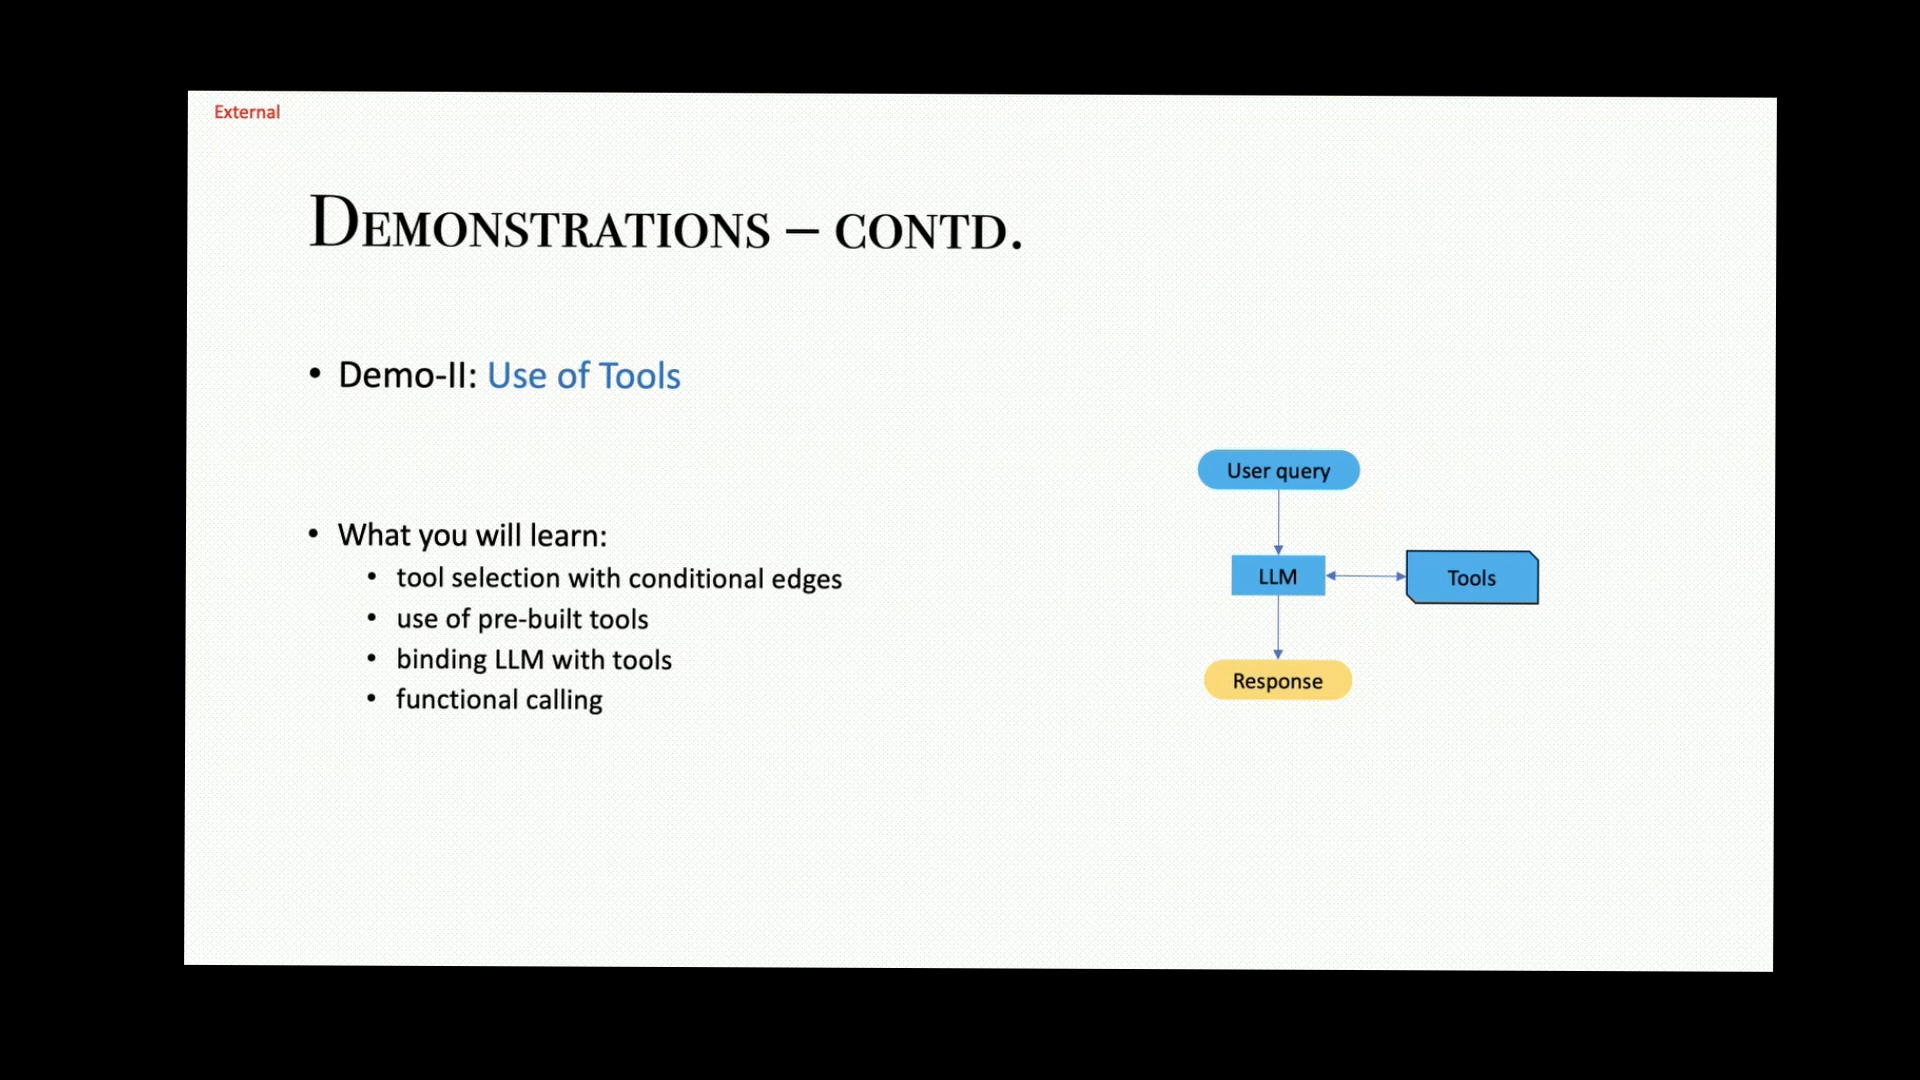 External
Demonstrations – contd.
• Demo-II: Use of Tools
• What you will learn:
• tool selection with conditional edges
• use of pre-built tools
• binding LLM with tools
• functional calling
User query
LLM
Tools
Response